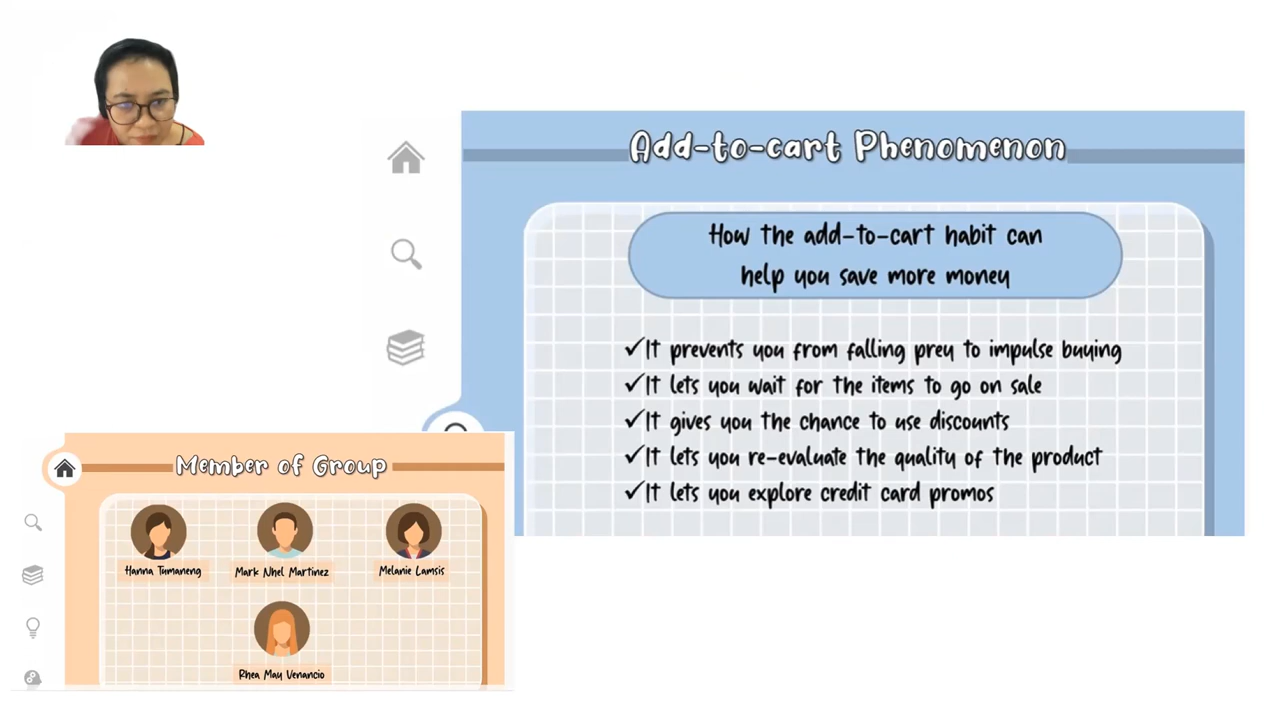 Add-to-cart Phenomenon
How the add-to-cart habit can
help you save more money
✓It prevents you from falling prey to impulse buying
✓It lets you wait for the items to go on sale
✓It gives you the chance to use discounts
✓It lets you re-evaluate the quality of the product
✓It lets you explore credit card promos
Member of Group
Hanna Tumaneng
Mark Nhel Martinez
Melanie Lamsis
Rhea May Venancio